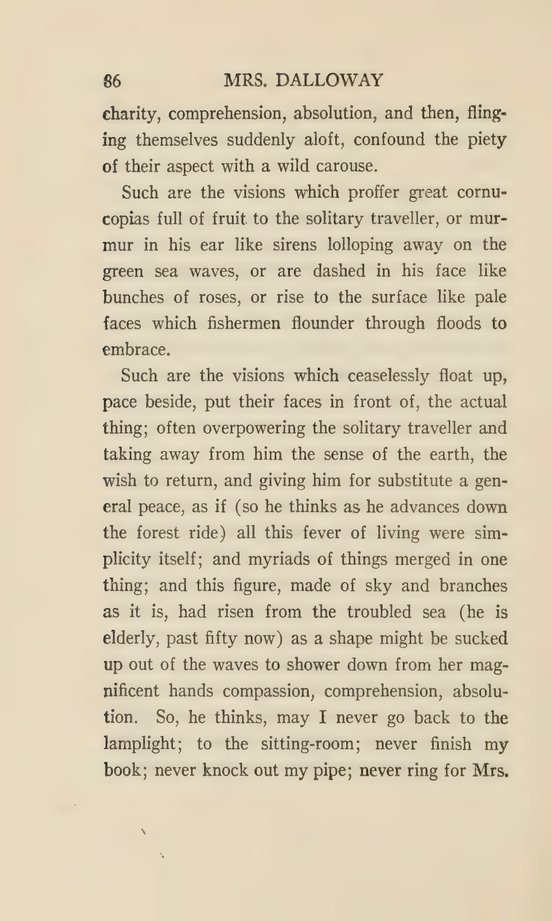 86 MRS. DALLOWAY
charity, comprehension, absolution, and then, fling-
ing themselves suddenly aloft, confound the piety
of their aspect with a wild carouse.
Such are the visions which proffer great cornu-
copias full of fruit to the solitary traveller, or mur-
mur in his ear like sirens lolloping away on the
green sea waves, or are dashed in his face like
bunches of roses, or rise to the surface like pale
faces which fishermen flounder through floods to
embrace.
Such are the visions which ceaselessly float up,
pace beside, put their faces in front of, the actual
thing; often overpowering the solitary traveller and
taking away from him the sense of the earth, the
wish to return, and giving him for substitute a gen-
eral peace, as if (so he thinks as he advances down
the forest ride) all this fever of living were sim-
plicity itself; and myriads of things merged in one
thing; and this figure, made of sky and branches
as it is, had risen from the troubled sea (he is
elderly, past fifty now) as a shape might be sucked
up out of the waves to shower down from her mag-
nificent hands compassion, comprehension, absolu-
tion. So, he thinks, may I never go back to the
lamplight; to the sitting-room; never finish my
book; never knock out my pipe; never ring for Mrs.